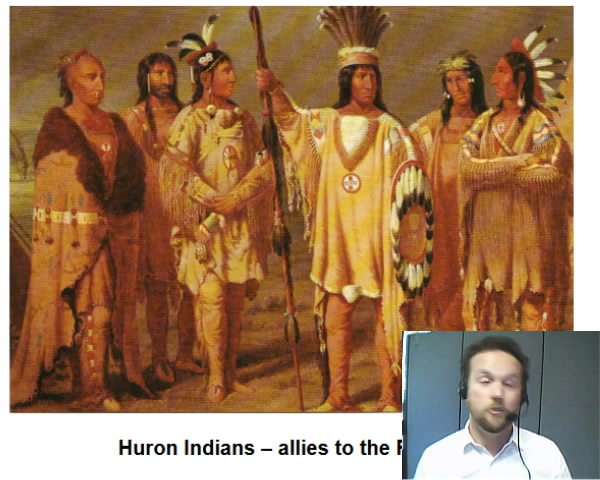 Huron Indians – allies to the